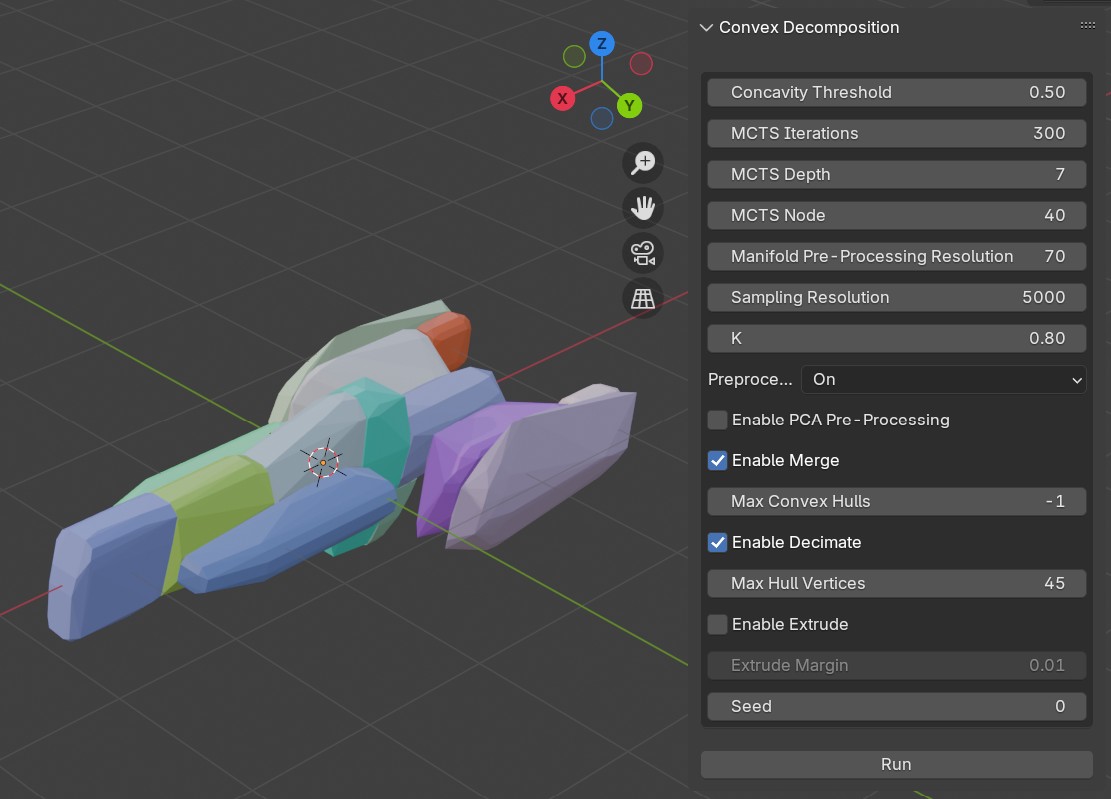 Convex Decomposition
Z
X
Y
Concavity Threshold 0.50
MCTS Iterations 300
MCTS Depth 7
MCTS Node 40
Manifold Pre-Processing Resolution 70
Sampling Resolution 5000
K 0.80
Preproce... On
Enable PCA Pre-Processing
Enable Merge
Max Convex Hulls -1
Enable Decimate
Max Hull Vertices 45
Enable Extrude
Extrude Margin 0.01
Seed 0
Run